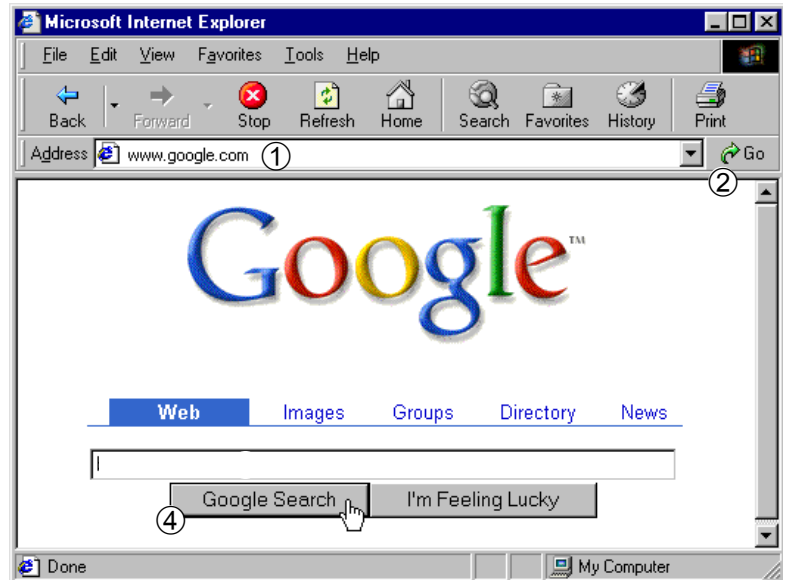 Microsoft Internet Explorer
File Edit View Favorites Tools Help
Back Forward Stop Refresh Home Search Favorites History Print
Address www.google.com ① Go
②
Google™
Web Images Groups Directory News
Google Search I'm Feeling Lucky
④
Done My Computer